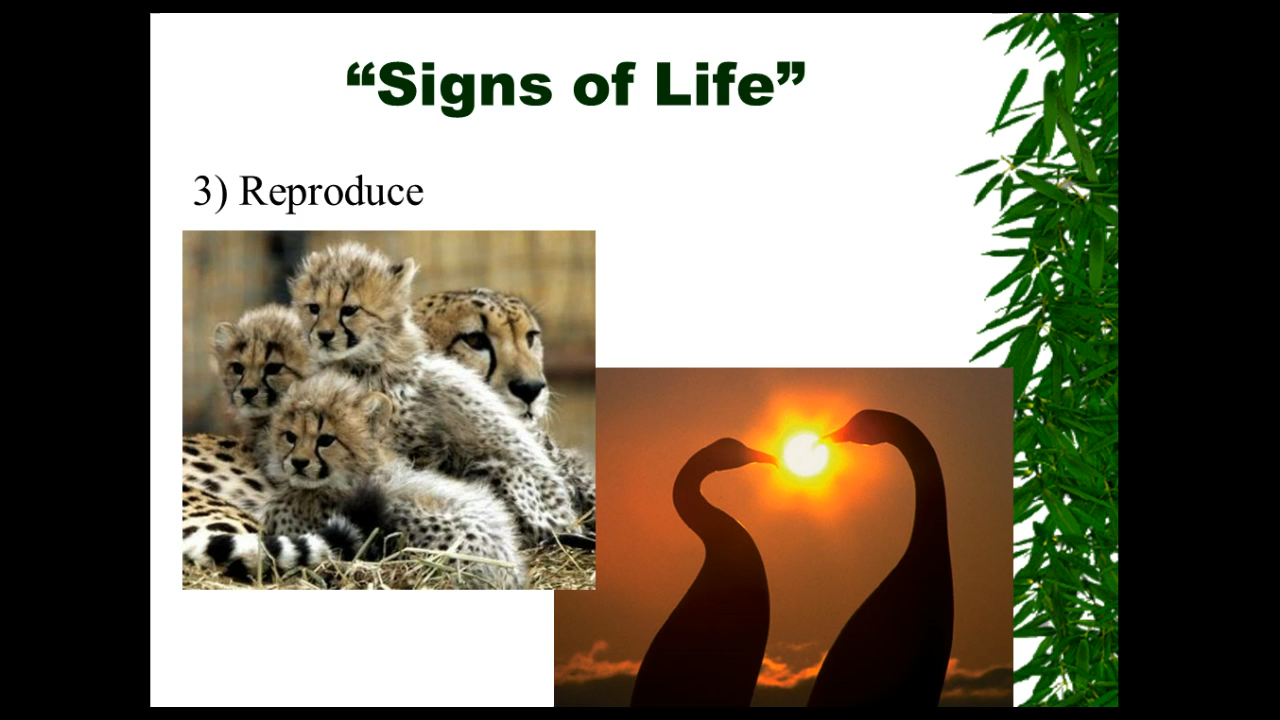 “Signs of Life”
3) Reproduce